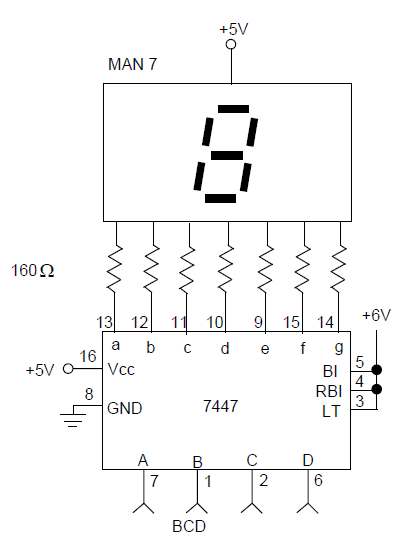 +5V
MAN 7
160Ω
13 12 11 10 9 15 14
a b c d e f g
+6V
+5V 16 Vcc
BI 5
8 GND
7447
RBI 4
LT 3
A B C D
7 1 2 6
BCD